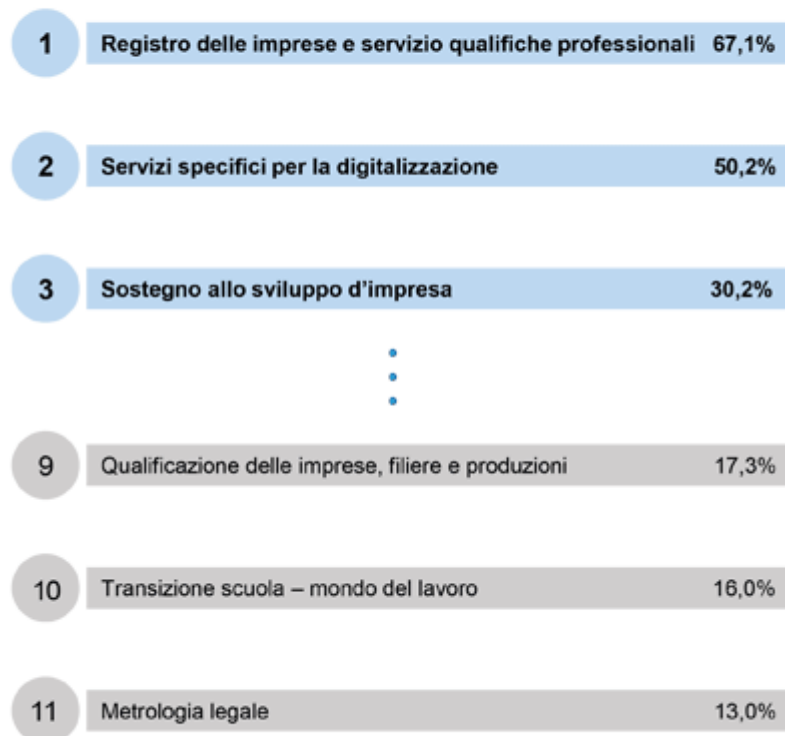 1 Registro delle imprese e servizio qualifiche professionali 67,1%
2 Servizi specifici per la digitalizzazione 50,2%
3 Sostegno allo sviluppo d’impresa 30,2%
9 Qualificazione delle imprese, filiere e produzioni 17,3%
10 Transizione scuola – mondo del lavoro 16,0%
11 Metrologia legale 13,0%